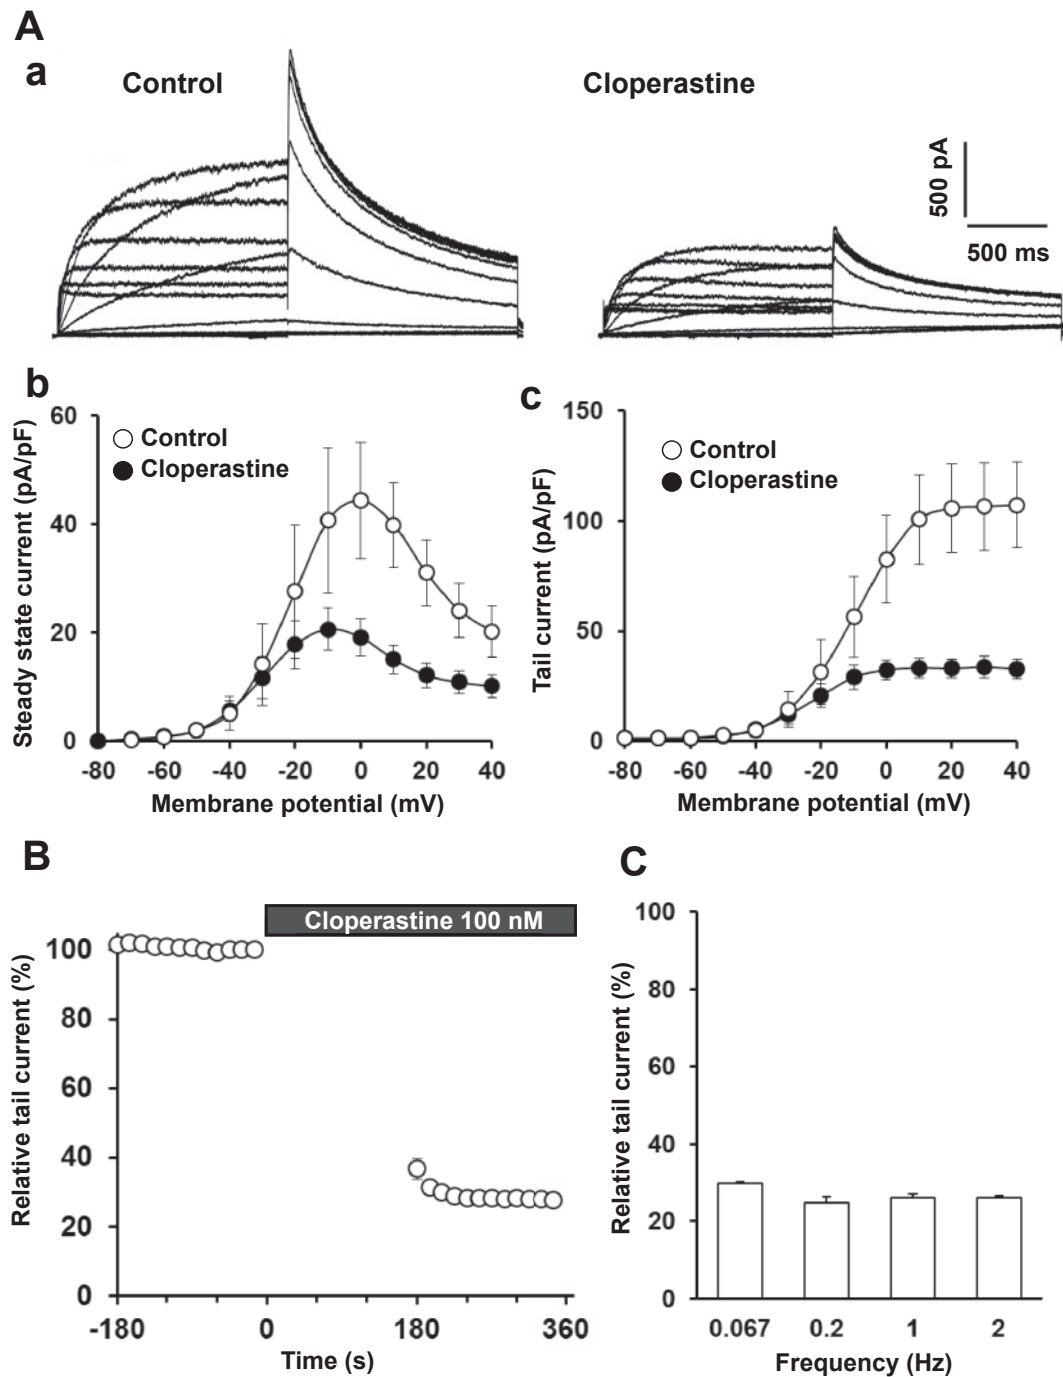 A
a
Control
Cloperastine
500 pA
500 ms
b
Steady state current (pA/pF)
60
40
20
0
Control
Cloperastine
-80 -60 -40 -20 0 20 40
Membrane potential (mV)
c
Tail current (pA/pF)
150
100
50
0
Control
Cloperastine
-80 -60 -40 -20 0 20 40
Membrane potential (mV)
B
Cloperastine 100 nM
Relative tail current (%)
100
80
60
40
20
0
-180 0 180 360
Time (s)
C
Relative tail current (%)
100
80
60
40
20
0
0.067 0.2 1 2
Frequency (Hz)